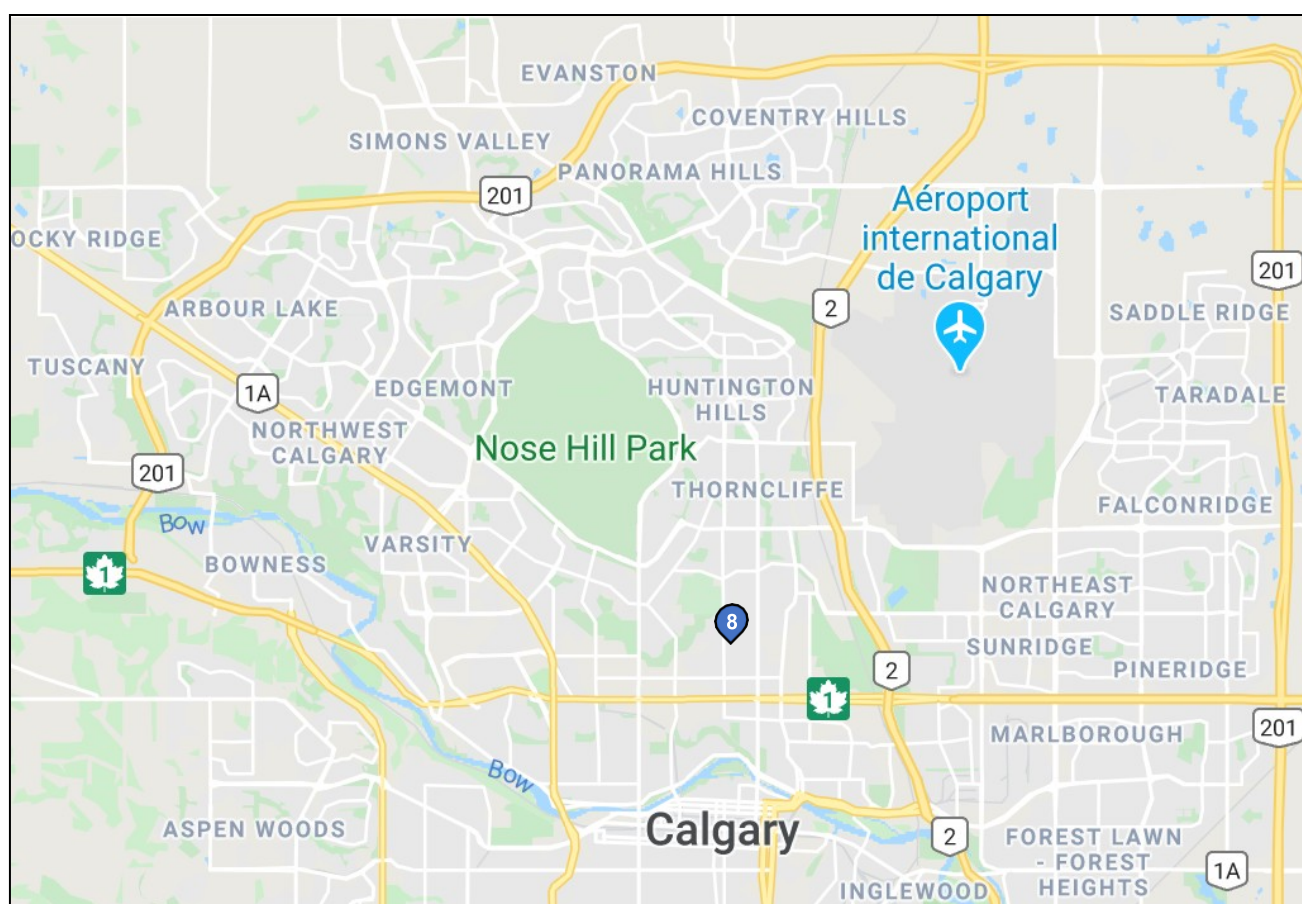 EVANSTON
COVENTRY HILLS
SIMONS VALLEY
PANORAMA HILLS
201
Aéroport
international
de Calgary
OCKY RIDGE
201
ARBOUR LAKE
2
SADDLE RIDGE
TUSCANY
1A
EDGEMONT
HUNTINGTON
HILLS
TARADALE
NORTHWEST
CALGARY
Nose Hill Park
201
THORNCLIFFE
FALCONRIDGE
Bow
VARSITY
BOWNESS
1
NORTHEAST
CALGARY
8
SUNRIDGE
2
PINERIDGE
1
201
MARLBOROUGH
Bow
ASPEN WOODS
Calgary
2
FOREST LAWN
- FOREST
HEIGHTS
1A
INGLEWOOD